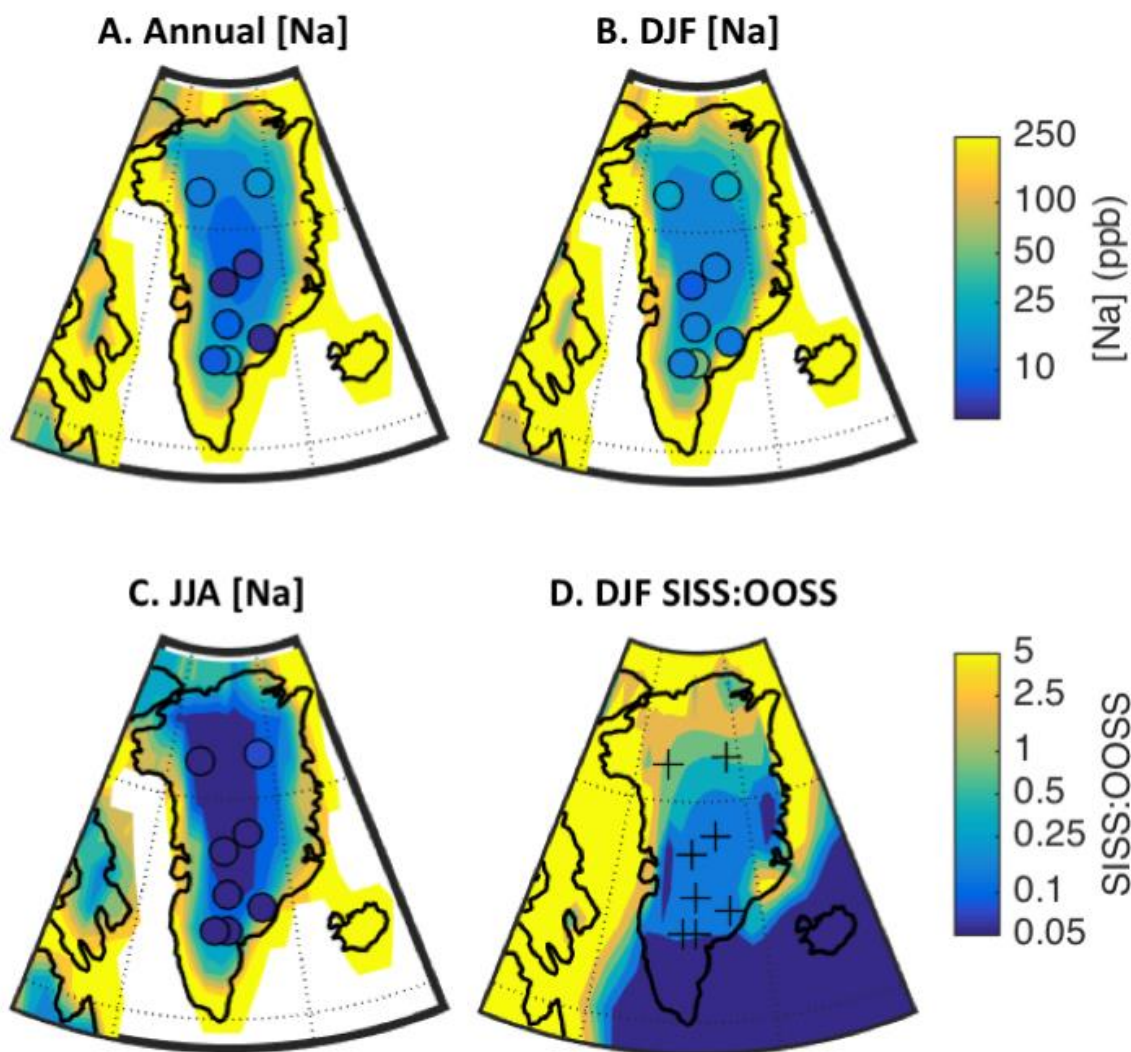 A. Annual [Na]
B. DJF [Na]
250
100
50
25
10
[Na] (ppb)
C. JJA [Na]
D. DJF SISS:OOSS
5
2.5
1
0.5
0.25
0.1
0.05
SISS:OOSS